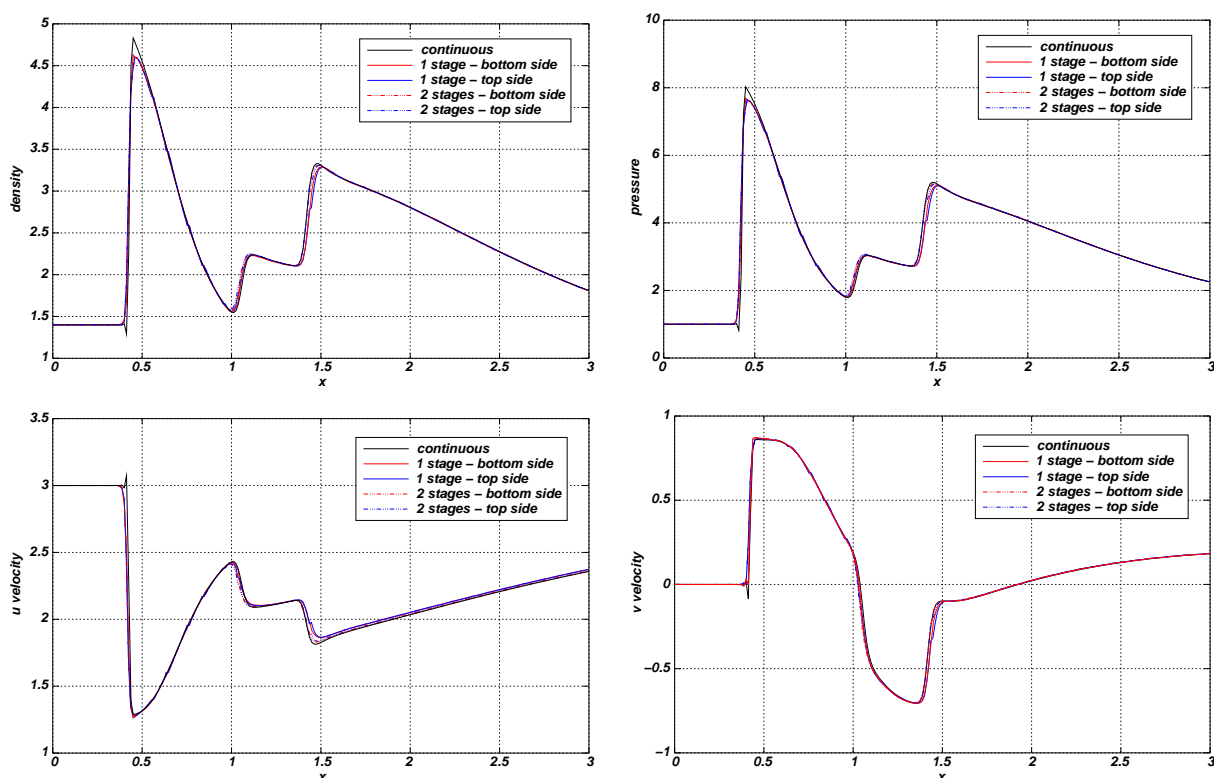 5
4.5
4
3.5
3
2.5
2
1.5
1
density
0
0.5
1
1.5
2
2.5
3
x
continuous
1 stage – bottom side
1 stage – top side
2 stages – bottom side
2 stages – top side
10
8
6
4
2
0
pressure
0
0.5
1
1.5
2
2.5
3
x
continuous
1 stage – bottom side
1 stage – top side
2 stages – bottom side
2 stages – top side
3.5
3
2.5
2
1.5
1
u velocity
0
0.5
1
1.5
2
2.5
3
x
continuous
1 stage – bottom side
1 stage – top side
2 stages – bottom side
2 stages – top side
1
0.5
0
–0.5
–1
v velocity
0
0.5
1
1.5
2
2.5
3
x
continuous
1 stage – bottom side
1 stage – top side
2 stages – bottom side
2 stages – top side